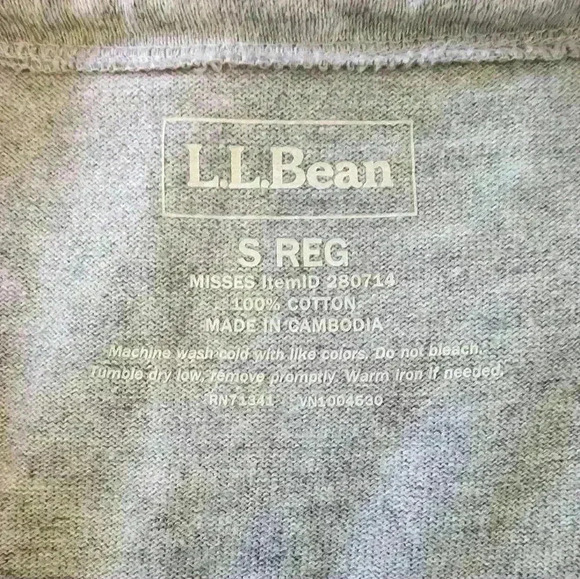 L.L.Bean
S REG
MISSES ItemID 280714
100% COTTON
MADE IN CAMBODIA
Machine wash cold with like colors. Do not bleach.
Tumble dry low, remove promptly. Warm iron if needed.
RN71341 VN1004530